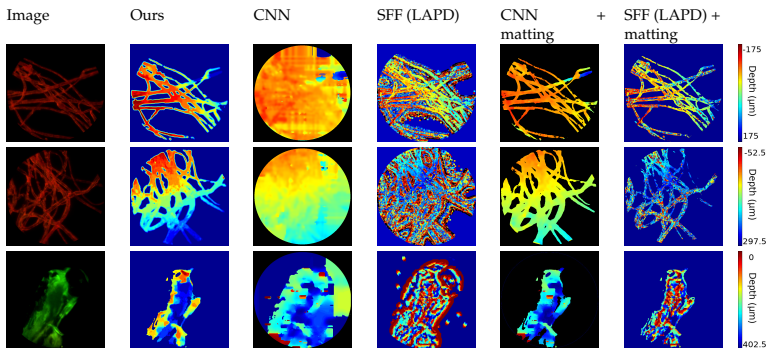 Image Ours CNN SFF (LAPD) CNN + SFF (LAPD) +
matting matting
-175
Depth (μm)
175
-52.5
Depth (μm)
297.5
0
Depth (μm)
402.5